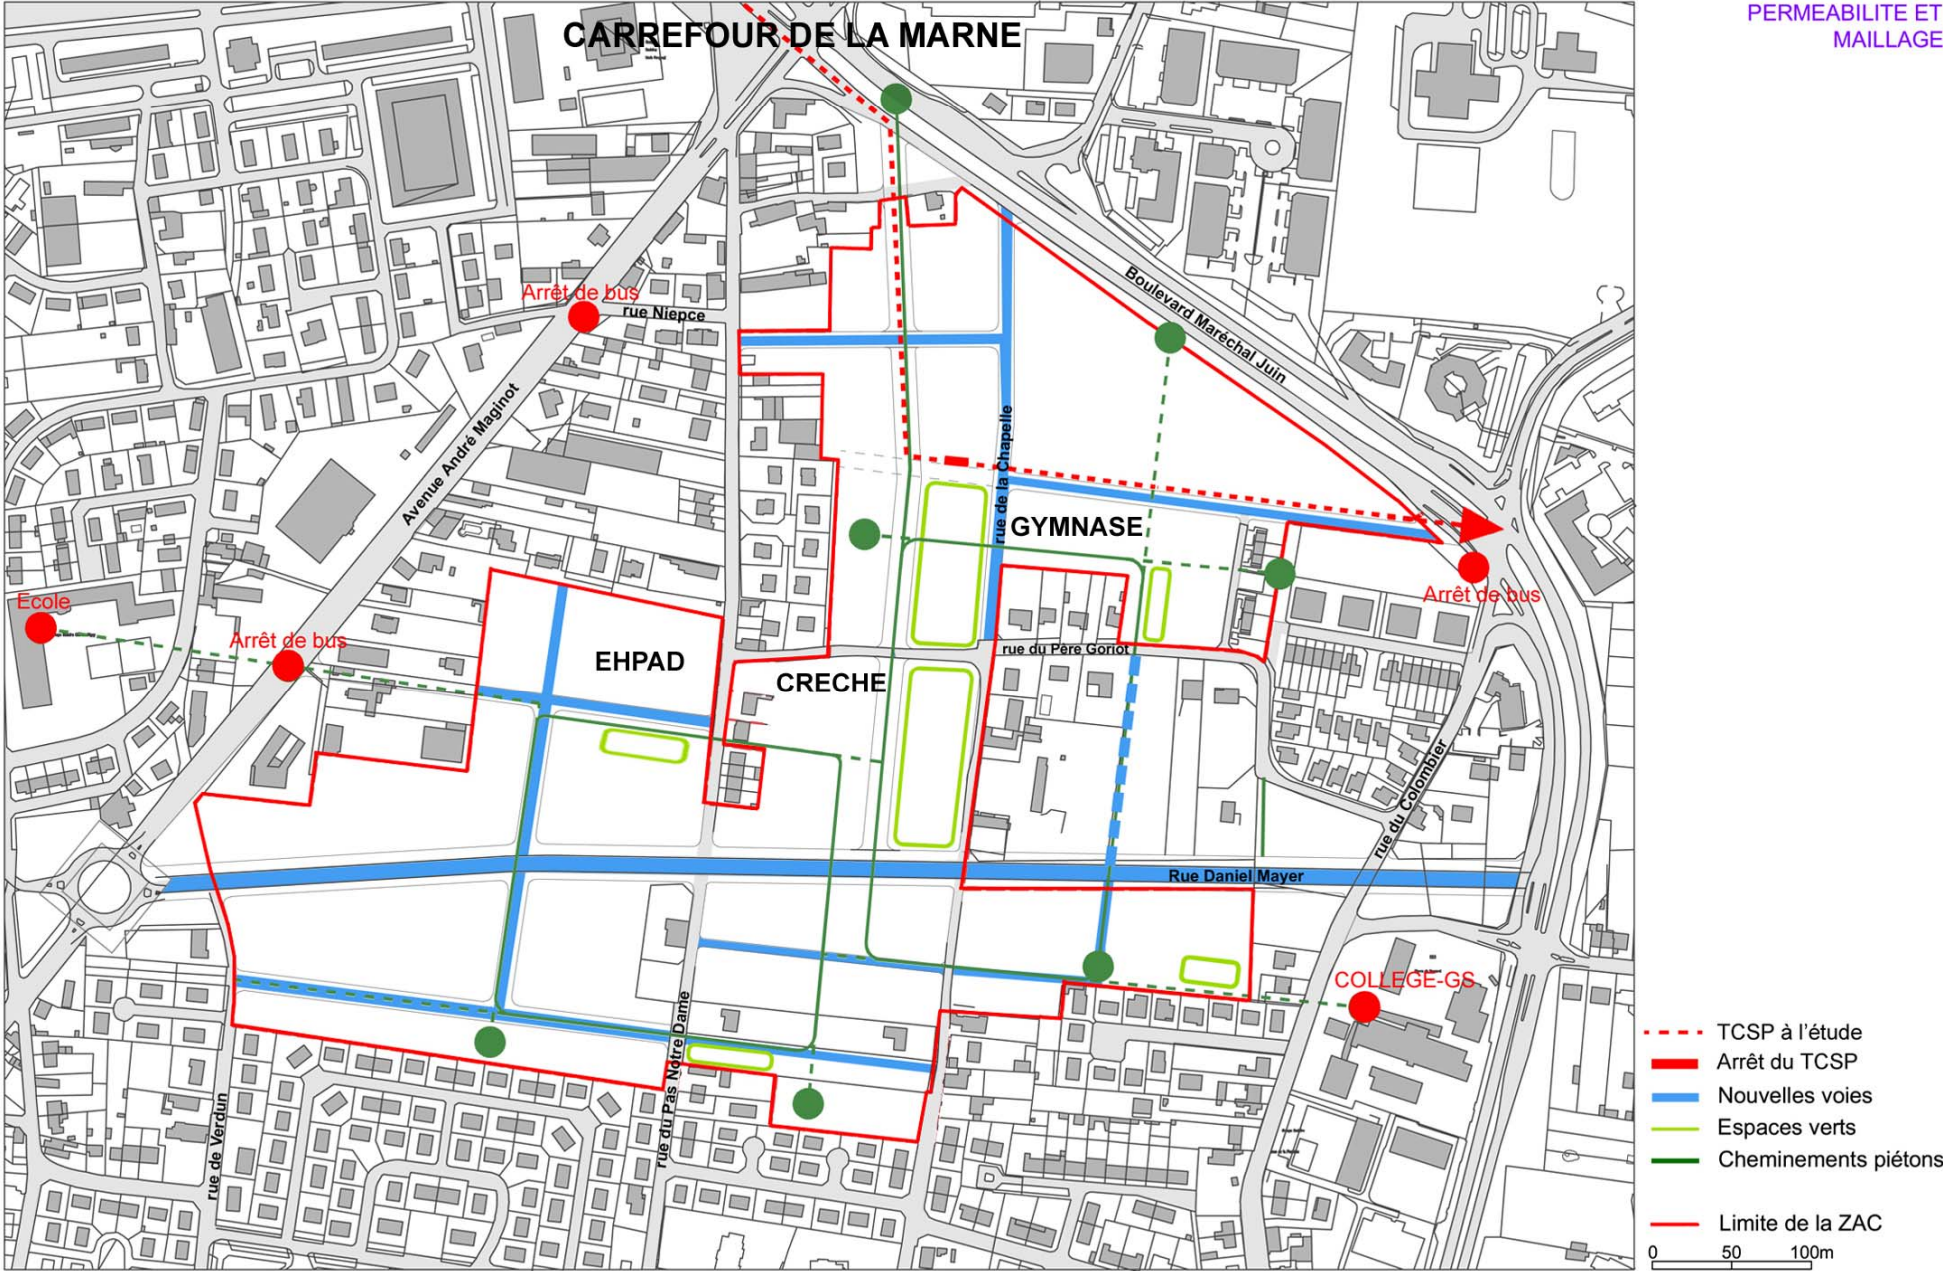 PERMEABILITE ET
MAILLAGE
CARREFOUR DE LA MARNE
Boulevard Maréchal Juin
Arrêt de bus
rue Niepce
Avenue André Maginot
rue de la Chapelle
GYMNASE
Arrêt de bus
Ecole
Arrêt de bus
EHPAD
CRECHE
rue du Père Goriot
rue du Colombier
Rue Daniel Mayer
COLLEGE-GS
rue du Pas Notre Dame
rue de Verdun
TCSP à l'étude
Arrêt du TCSP
Nouvelles voies
Espaces verts
Cheminements piétons
Limite de la ZAC
0 50 100m